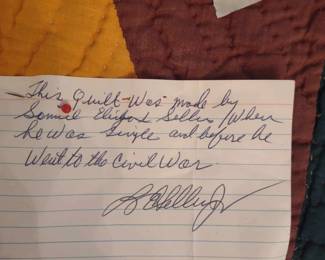 This Quilt-Was made by
Samuel Sellers / When
he was Single and before he
Went to the Civil War